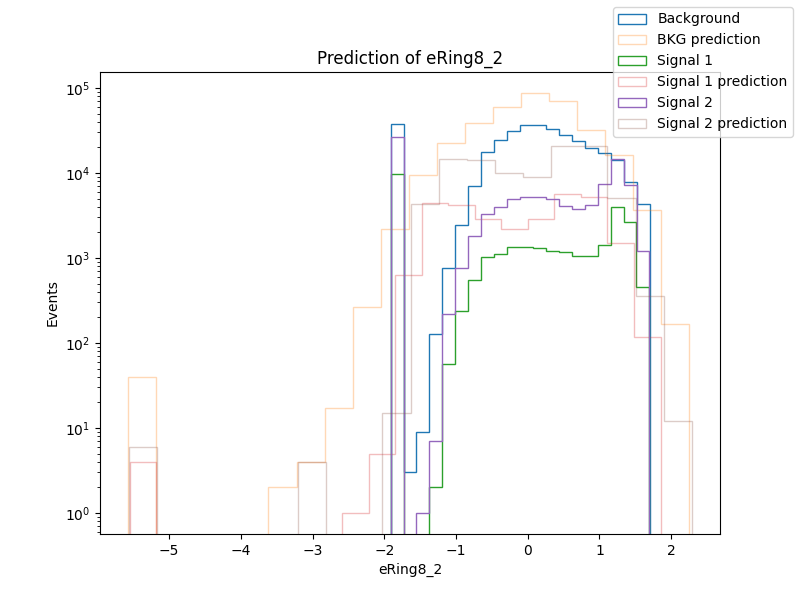 Prediction of eRing8_2
Background
BKG prediction
Signal 1
Signal 1 prediction
Signal 2
Signal 2 prediction
Events
10^5
10^4
10^3
10^2
10^1
10^0
−5 −4 −3 −2 −1 0 1 2
eRing8_2